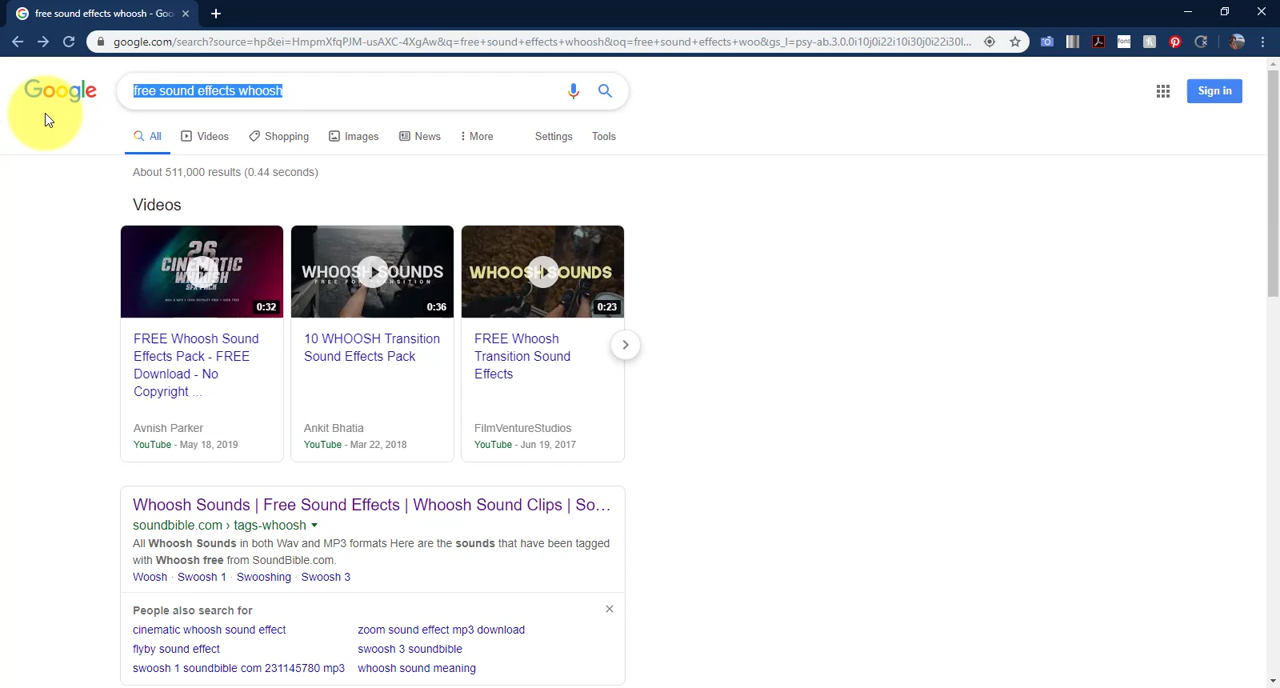 free sound effects whoosh - Goo
google.com/search?source=hp&ei=HmpmXfqPJM-usAXC-4XgAw&q=free+sound+effects+whoosh&oq=free+sound+effects+woo&gs_l=psy-ab.3.0.0i10j0i22i10i30j0i22i30l...
Google
free sound effects whoosh
Sign in
All Videos Shopping Images News More Settings Tools
About 511,000 results (0.44 seconds)
Videos
26
CINEMATIC
WHOOSH
SFX PACK
0:32
WHOOSH SOUNDS
FREE FOR TRANSITION
0:36
WHOOSH SOUNDS
0:23
FREE Whoosh Sound
Effects Pack - FREE
Download - No
Copyright ...
Avnish Parker
YouTube - May 18, 2019
10 WHOOSH Transition
Sound Effects Pack
Ankit Bhatia
YouTube - Mar 22, 2018
FREE Whoosh
Transition Sound
Effects
FilmVentureStudios
YouTube - Jun 19, 2017
Whoosh Sounds | Free Sound Effects | Whoosh Sound Clips | So...
soundbible.com › tags-whoosh
All Whoosh Sounds in both Wav and MP3 formats Here are the sounds that have been tagged
with Whoosh free from SoundBible.com.
Woosh · Swoosh 1 · Swooshing · Swoosh 3
People also search for
cinematic whoosh sound effect
zoom sound effect mp3 download
flyby sound effect
swoosh 3 soundbible
swoosh 1 soundbible com 231145780 mp3
whoosh sound meaning